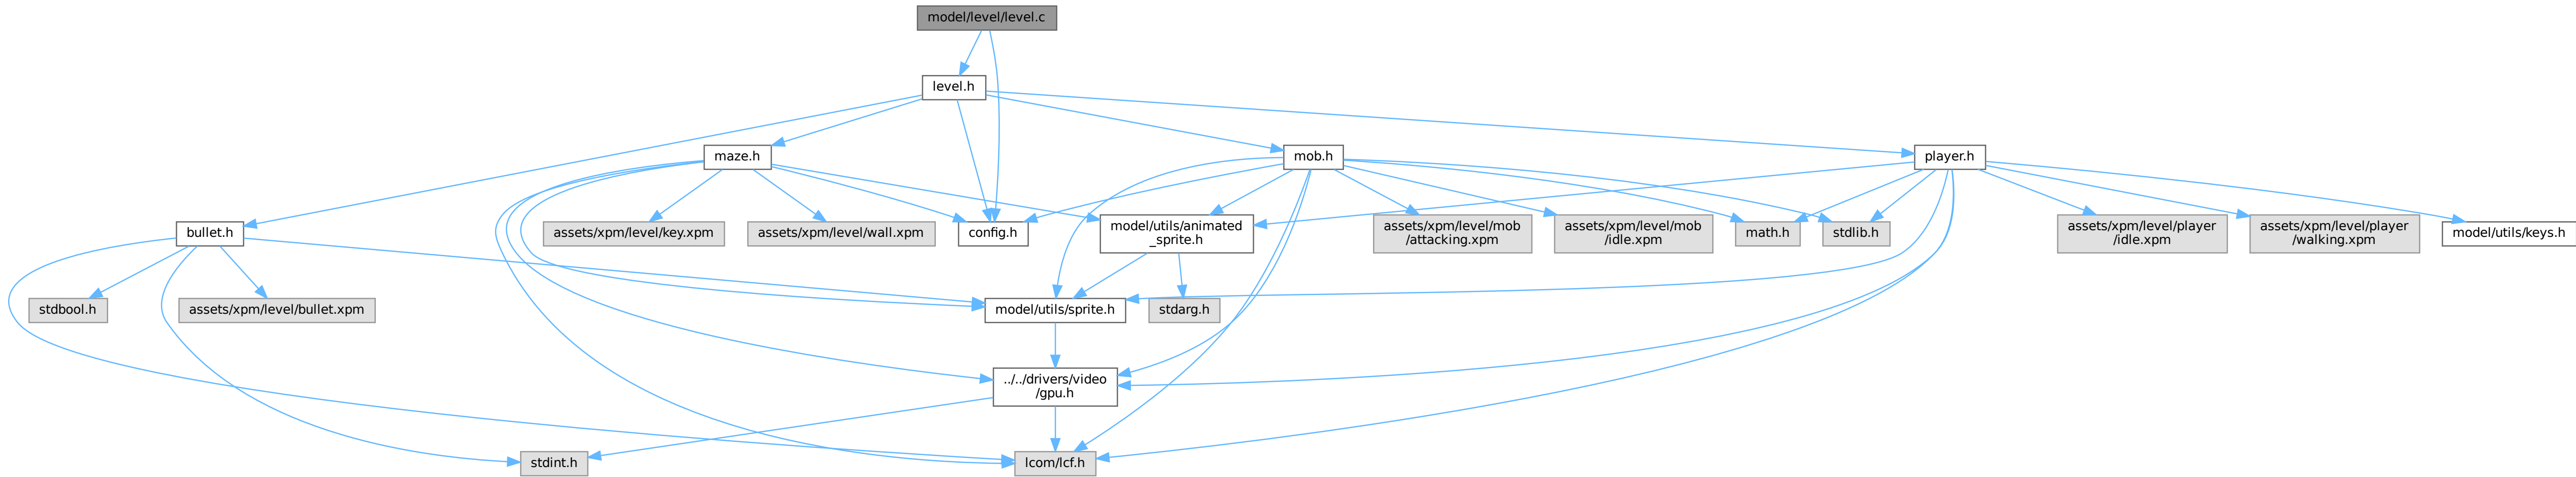 model/level/level.c
level.h
maze.h
mob.h
player.h
bullet.h
assets/xpm/level/key.xpm
assets/xpm/level/wall.xpm
config.h
model/utils/animated
_sprite.h
assets/xpm/level/mob
/attacking.xpm
assets/xpm/level/mob
/idle.xpm
math.h
stdlib.h
assets/xpm/level/player
/idle.xpm
assets/xpm/level/player
/walking.xpm
model/utils/keys.h
stdbool.h
assets/xpm/level/bullet.xpm
model/utils/sprite.h
stdarg.h
../../drivers/video
/gpu.h
stdint.h
lcom/lcf.h